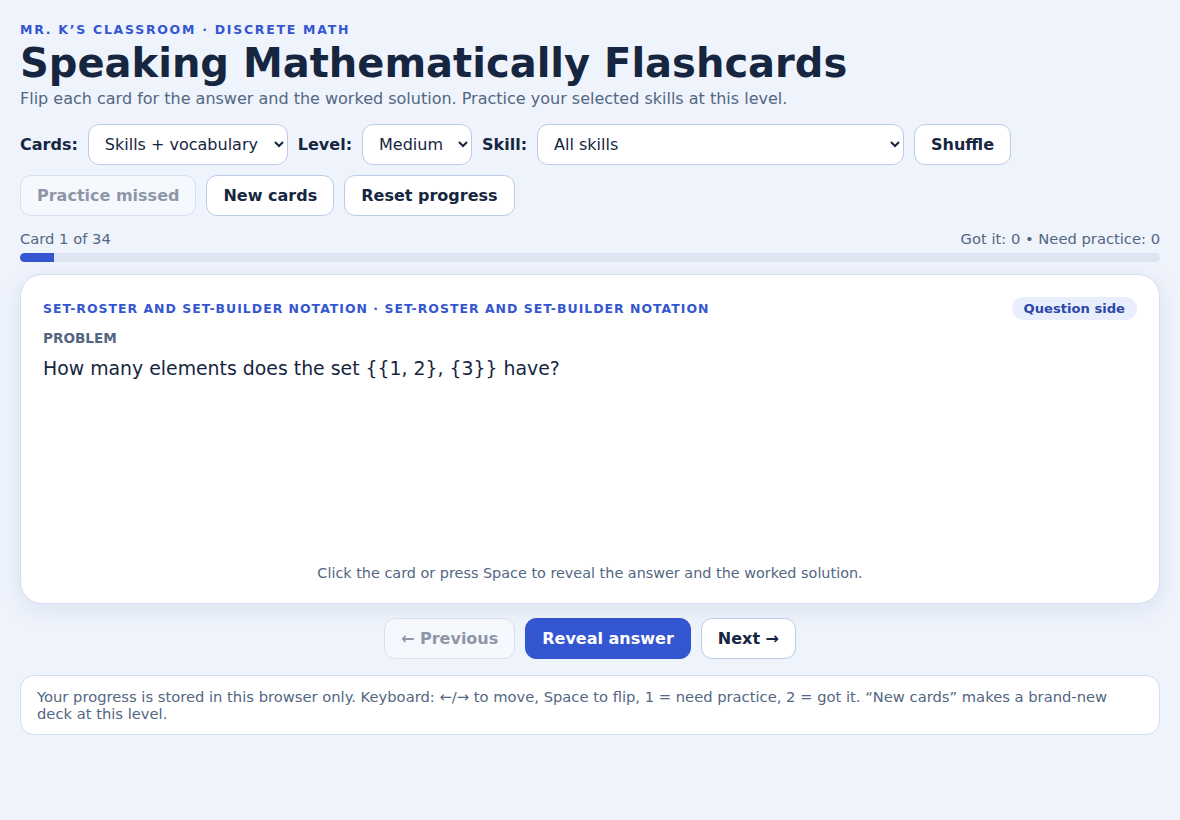 MR. K’S CLASSROOM · DISCRETE MATH
Speaking Mathematically Flashcards
Flip each card for the answer and the worked solution. Practice your selected skills at this level.
Cards: Skills + vocabulary Level: Medium Skill: All skills Shuffle
Practice missed New cards Reset progress
Card 1 of 34 Got it: 0 • Need practice: 0
SET-ROSTER AND SET-BUILDER NOTATION · SET-ROSTER AND SET-BUILDER NOTATION Question side
PROBLEM
How many elements does the set {{1, 2}, {3}} have?
Click the card or press Space to reveal the answer and the worked solution.
← Previous Reveal answer Next →
Your progress is stored in this browser only. Keyboard: ←/→ to move, Space to flip, 1 = need practice, 2 = got it. “New cards” makes a brand-new
deck at this level.